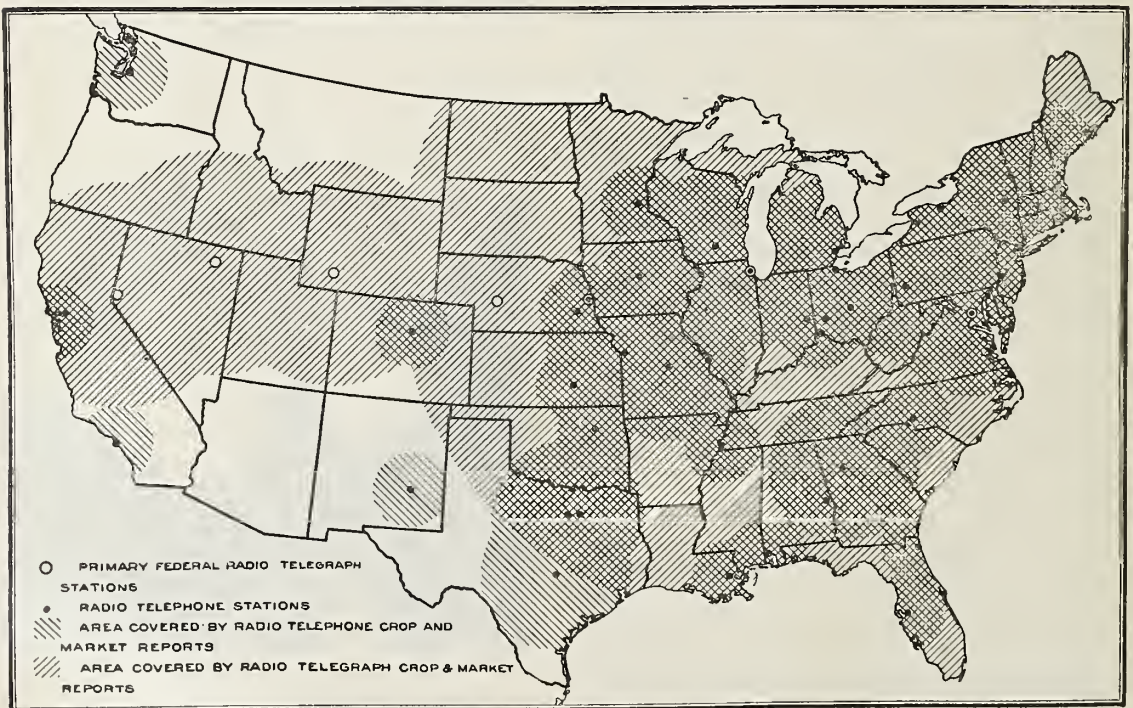 PRIMARY FEDERAL RADIO TELEGRAPH
STATIONS
RADIO TELEPHONE STATIONS
AREA COVERED BY RADIO TELEPHONE CROP AND
MARKET REPORTS
AREA COVERED BY RADIO TELEGRAPH CROP & MARKET
REPORTS